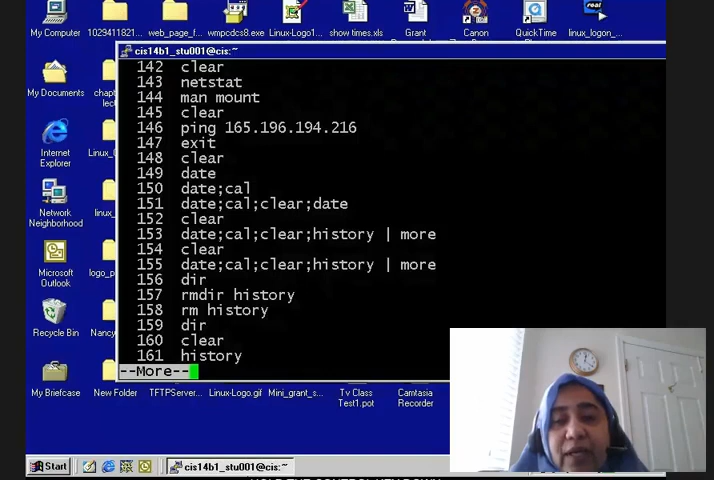 My Computer
1029411821...
web_page_f...
wmpcdcs8.exe
Linux-Logo1...
show times.xls
Grant
Canon
QuickTime
linux_logon_...
real
cis14b1_stu001@cis:~
142 clear
143 netstat
144 man mount
145 clear
146 ping 165.196.194.216
147 exit
148 clear
149 date
150 date;cal
151 date;cal;clear;date
152 clear
153 date;cal;clear;history | more
154 clear
155 date;cal;clear;history | more
156 dir
157 rmdir history
158 rm history
159 dir
160 clear
161 history
--More--
My Documents
Internet
Explorer
Network
Neighborhood
Microsoft
Outlook
Recycle Bin
My Briefcase
New Folder
TFTPServer...
Linux-Logo.gif
Mini_grant_s...
Tv Class
Test1.pot
Camtasia
Recorder
Start
cis14b1_stu001@cis:~